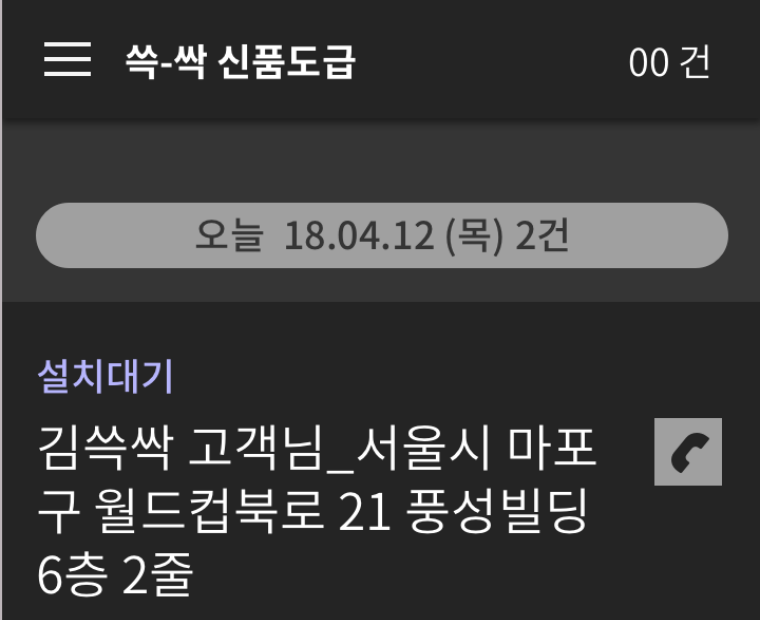 쓱-싹 신품도급 00 건
오늘 18.04.12 (목) 2건
설치대기
김쓱싹 고객님_서울시 마포
구 월드컵북로 21 풍성빌딩
6층 2줄